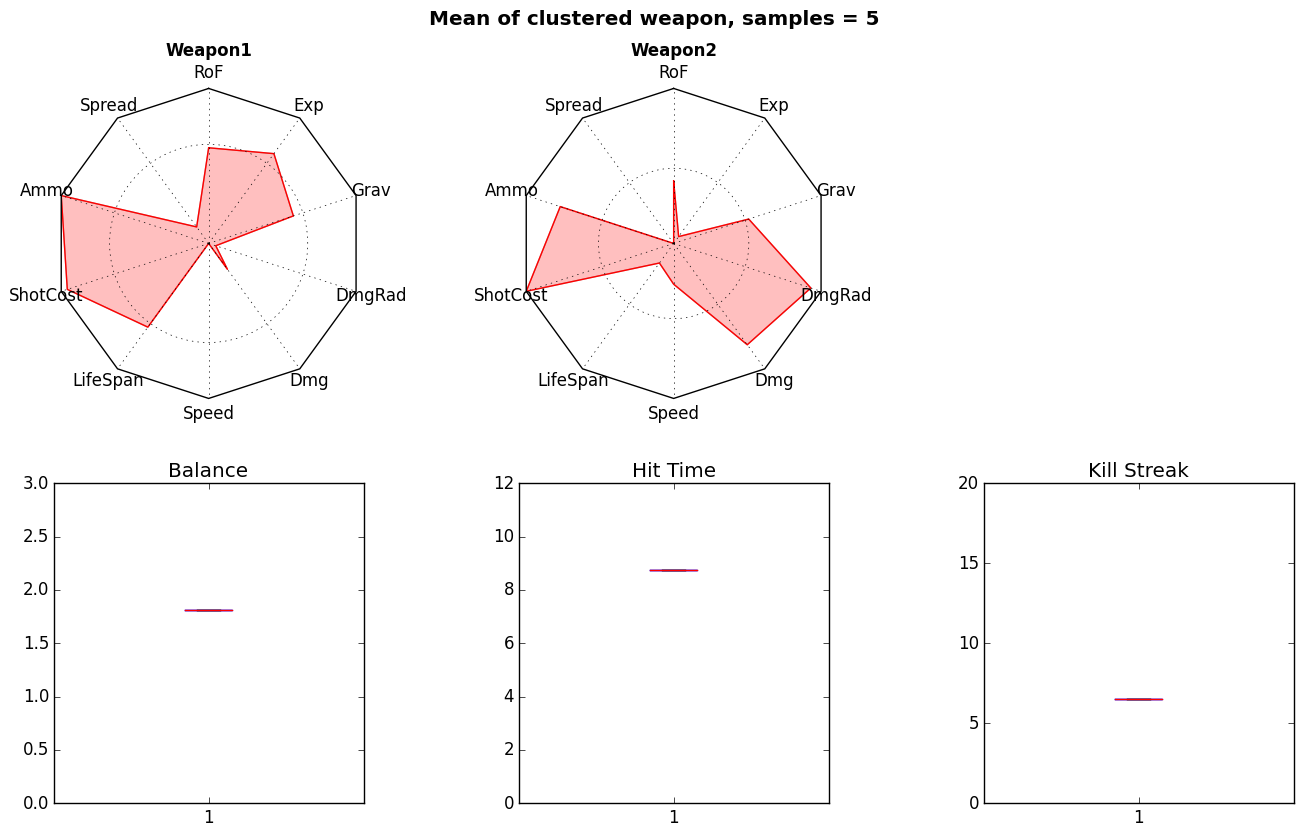 Mean of clustered weapon, samples = 5
Weapon1
RoF
Spread
Exp
Ammo
Grav
ShotCost
DmgRad
LifeSpan
Dmg
Speed
Weapon2
RoF
Spread
Exp
Ammo
Grav
ShotCost
DmgRad
LifeSpan
Dmg
Speed
Balance
3.0
2.5
2.0
1.5
1.0
0.5
0.0
1
Hit Time
12
10
8
6
4
2
0
1
Kill Streak
20
15
10
5
0
1